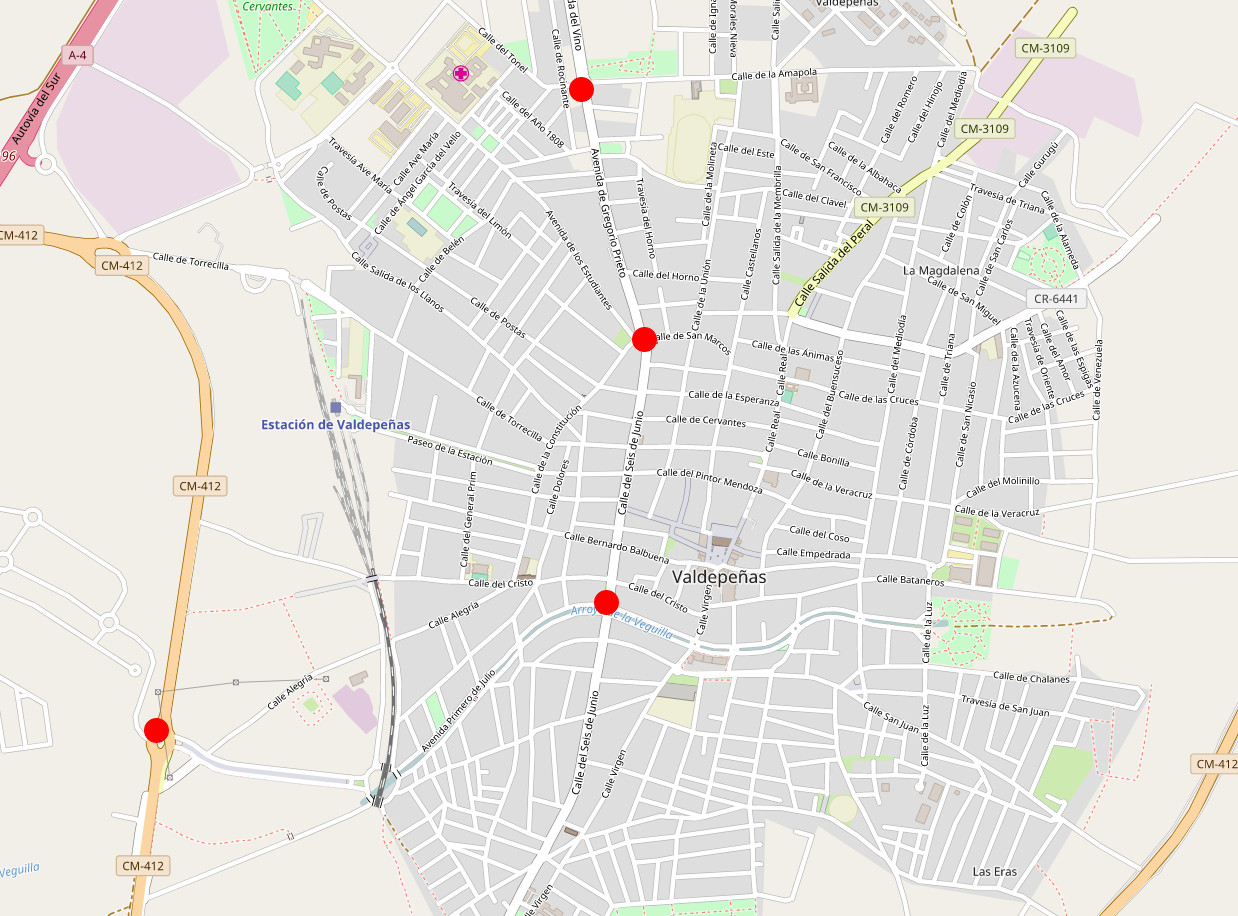 Cervantes.
da del Vino
Valdepeñas
CM-3109
A-4
Autovía del Sur
96
Calle del Tonel
Calle de Rocinante
Morales Nieva
Calle de la Amapola
Calle del Romero
Calle del Hinojo
Calle del Mediodía
CM-3109
Calle del Año 1808
Calle Ave María
Travesía Ave María
Calle de Ángel García del Vello
Calle de Postas
Travesía del Limón
Avenida de Gregorio Prieto
Travesía del Horno
Calle del Este
Calle de la Molineta
Calle de San Francisco
Calle de la Albahaca
Calle del Clavel
Calle Gurugú
Travesía de Triana
CM-3109
Calle de Colón
Calle de San Carlos
Calle de la Alameda
CM-412
CM-412
Calle de Torrecilla
Calle de Belén
Avenida de los Estudiantes
Calle Salida de los Llanos
Calle de Postas
Calle del Horno
Calle de la Unión
Calle Castellanos
Calle Salida de la Membrilla
Calle Salida del Peral
La Magdalena
Calle de San Miguel
CR-6441
Calle de San Marcos
Calle de las Ánimas
Calle Real
Calle del Buensuceso
Calle del Mediodía
Calle de Triana
Calle de la Azucena
Travesía de Oriente
Calle del Amor
Calle de las Espigas
Calle de Venezuela
Estación de Valdepeñas
Calle de Torrecilla
Calle de la Constitución
Calle de la Esperanza
Calle de las Cruces
Calle de las Cruces
Calle de Cervantes
Calle Real
Calle de San Nicasio
Calle de Córdoba
Paseo de la Estación
Calle del Seis de Junio
Calle Bonilla
Calle Dolores
Calle del General Prim
Calle del Pintor Mendoza
Calle de la Veracruz
Calle del Molinillo
Calle de la Veracruz
CM-412
Calle del Coso
Calle Bernardo Balbuena
Calle Empedrada
Valdepeñas
Calle Bataneros
Calle del Cristo
Calle del Cristo
Calle Virgen
Calle Alegría
Arroyo de la Veguilla
Calle de la Luz
Calle Alegría
Avenida Primero de Julio
Calle de Chalanes
Travesía de San Juan
Calle San Juan
Calle de la Luz
Calle del Seis de Junio
Calle Virgen
CM-412
CM-412
Veguilla
Las Eras
Calle Virgen